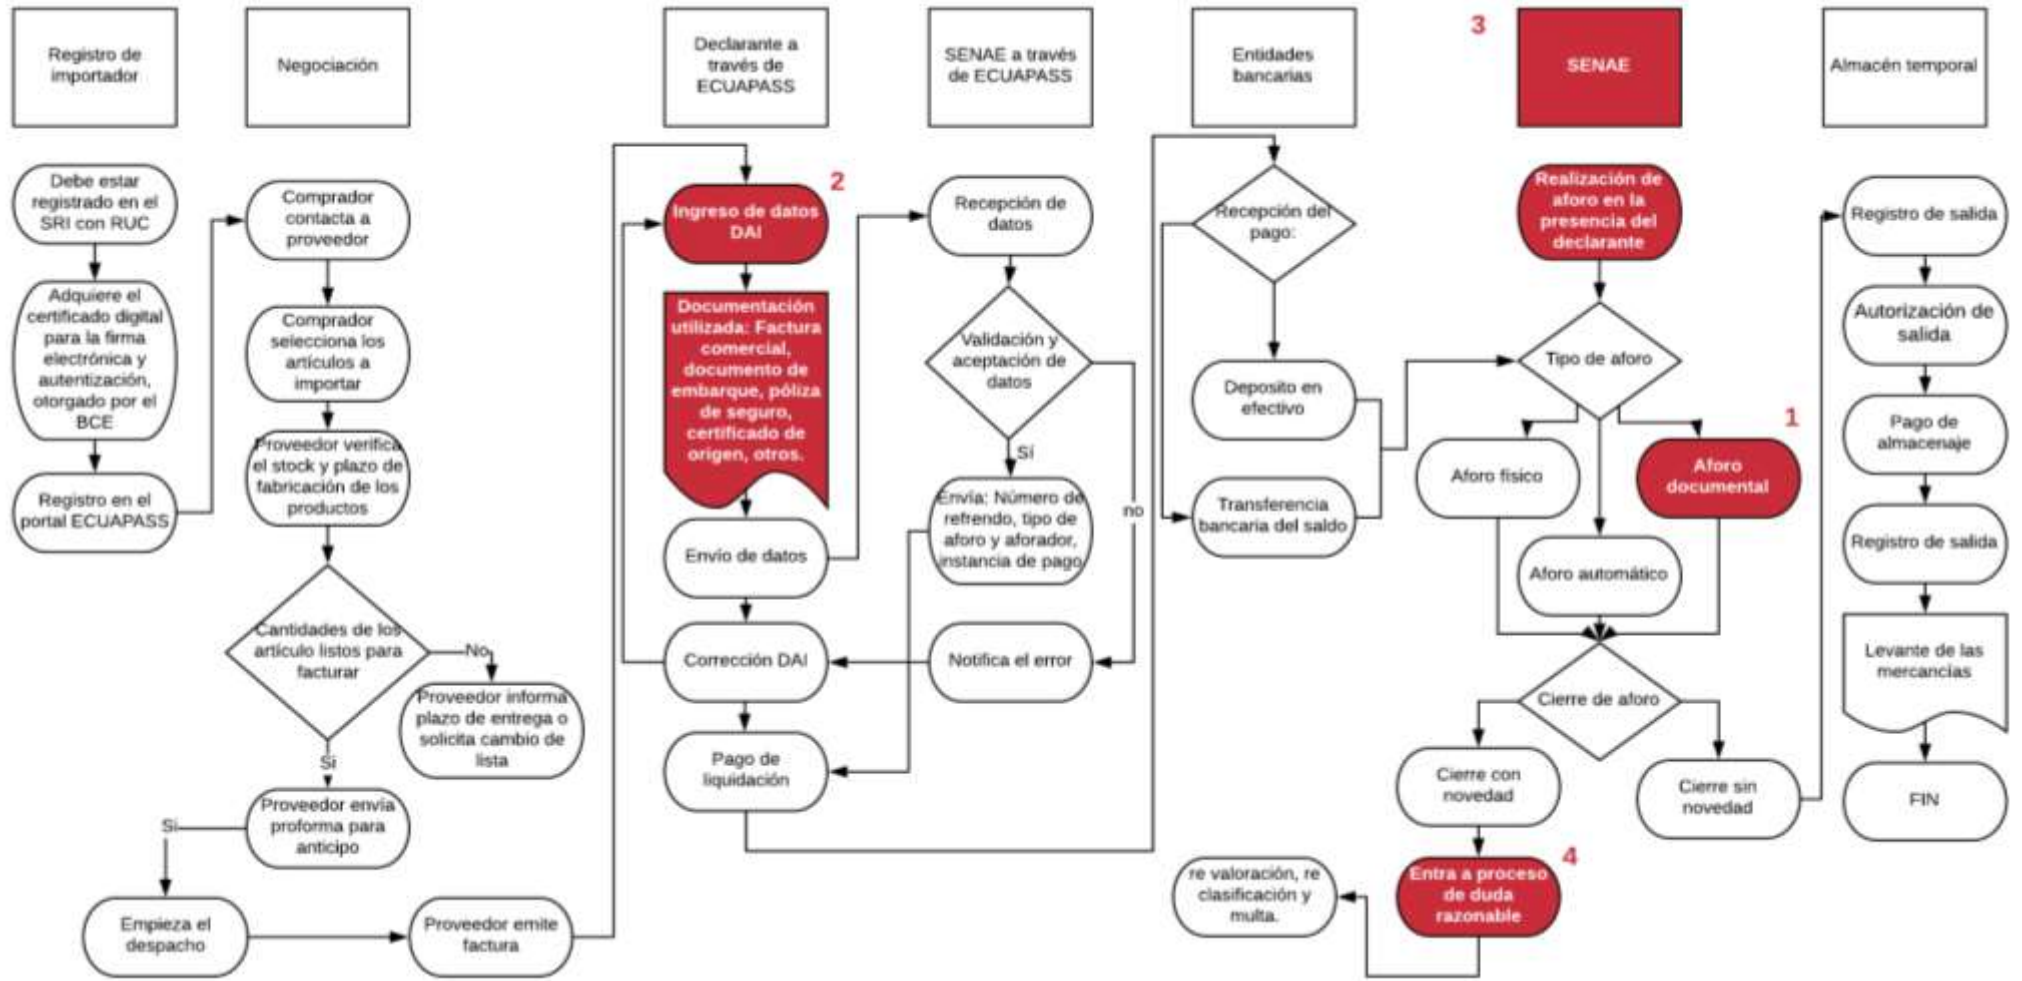 Registro de
importador
Negociación
Declarante a
través de
ECUAPASS
SENAE a través
de ECUAPASS
Entidades
bancarias
3
SENAE
Almacén temporal
Debe estar
registrado en el
SRI con RUC
Adquiere el
certificado digital
para la firma
electrónica y
autentización,
otorgado por el
BCE
Registro en el
portal ECUAPASS
Comprador
contacta a
proveedor
Comprador
selecciona los
artículos a
importar
Proveedor verifica
el stock y plazo de
fabricación de los
productos
Cantidades de los
artículo listos para
facturar
No
Proveedor informa
plazo de entrega o
solicita cambio de
lista
Si
Proveedor envía
proforma para
anticipo
Si
Empieza el
despacho
Proveedor emite
factura
2
Ingreso de datos
DAI
Documentación
utilizada: Factura
comercial,
documento de
embarque, póliza
de seguro,
certificado de
origen, otros.
Envío de datos
Corrección DAI
Pago de
liquidación
Recepción de
datos
Validación y
aceptación de
datos
Sí
no
Envía: Número de
refrendo, tipo de
aforo y aforador,
instancia de pago
Notifica el error
Recepción del
pago:
Deposito en
efectivo
Transferencia
bancaria del saldo
Realización de
aforo en la
presencia del
declarante
Tipo de aforo
1
Aforo físico
Aforo
documental
Aforo automático
Cierre de aforo
Cierre con
novedad
Cierre sin
novedad
4
Entra a proceso
de duda
razonable
re valoración, re
clasificación y
multa.
Registro de salida
Autorización de
salida
Pago de
almacenaje
Registro de salida
Levante de las
mercancías
FIN